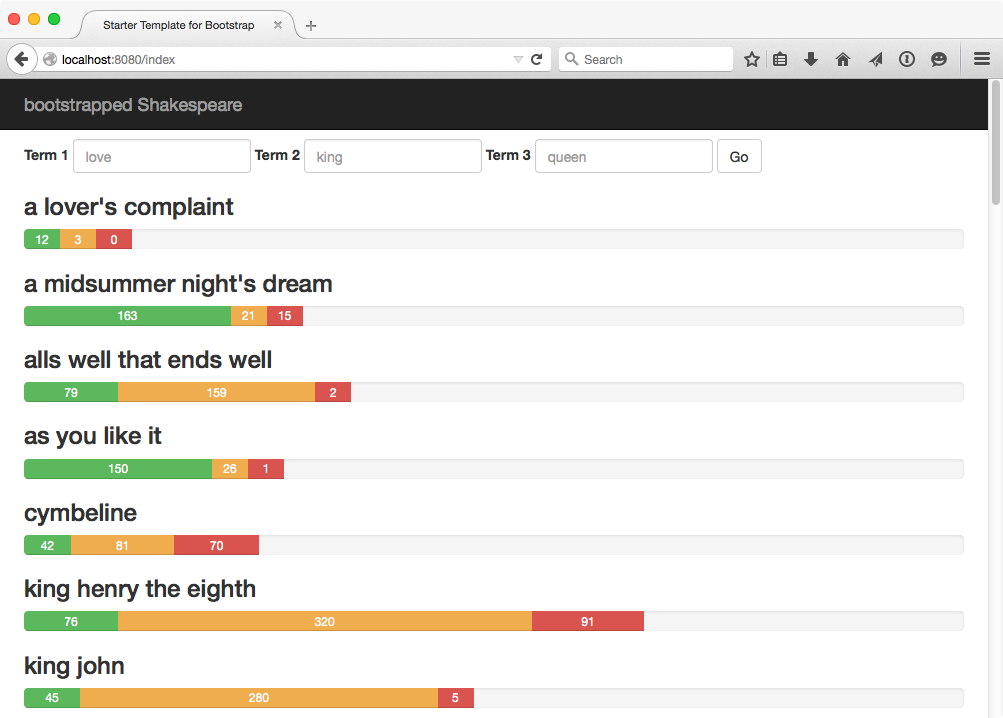 Starter Template for Bootstrap
localhost:8080/index
Search
bootstrapped Shakespeare
Term 1 love Term 2 king Term 3 queen Go
a lover's complaint
12 3 0
a midsummer night's dream
163 21 15
alls well that ends well
79 159 2
as you like it
150 26 1
cymbeline
42 81 70
king henry the eighth
76 320 91
king john
45 280 5